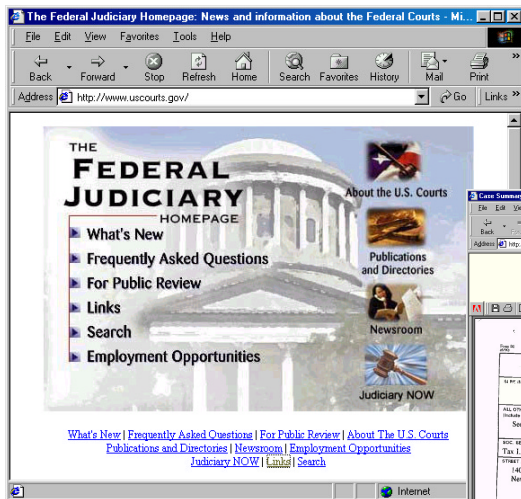 The Federal Judiciary Homepage: News and information about the Federal Courts - Mi...
File Edit View Favorites Tools Help
Back Forward Stop Refresh Home Search Favorites History Mail Print »
Address http://www.uscourts.gov/ Go Links »
THE
FEDERAL
JUDICIARY
HOMEPAGE
What's New
Frequently Asked Questions
For Public Review
Links
Search
Employment Opportunities
About the U.S. Courts
Publications
and Directories
Newsroom
Judiciary NOW
What's New | Frequently Asked Questions | For Public Review | About The U.S. Courts
Publications and Directories | Newsroom | Employment Opportunities
Judiciary NOW | Links | Search
Internet
Case Summary
File Edit
Back
Address http: